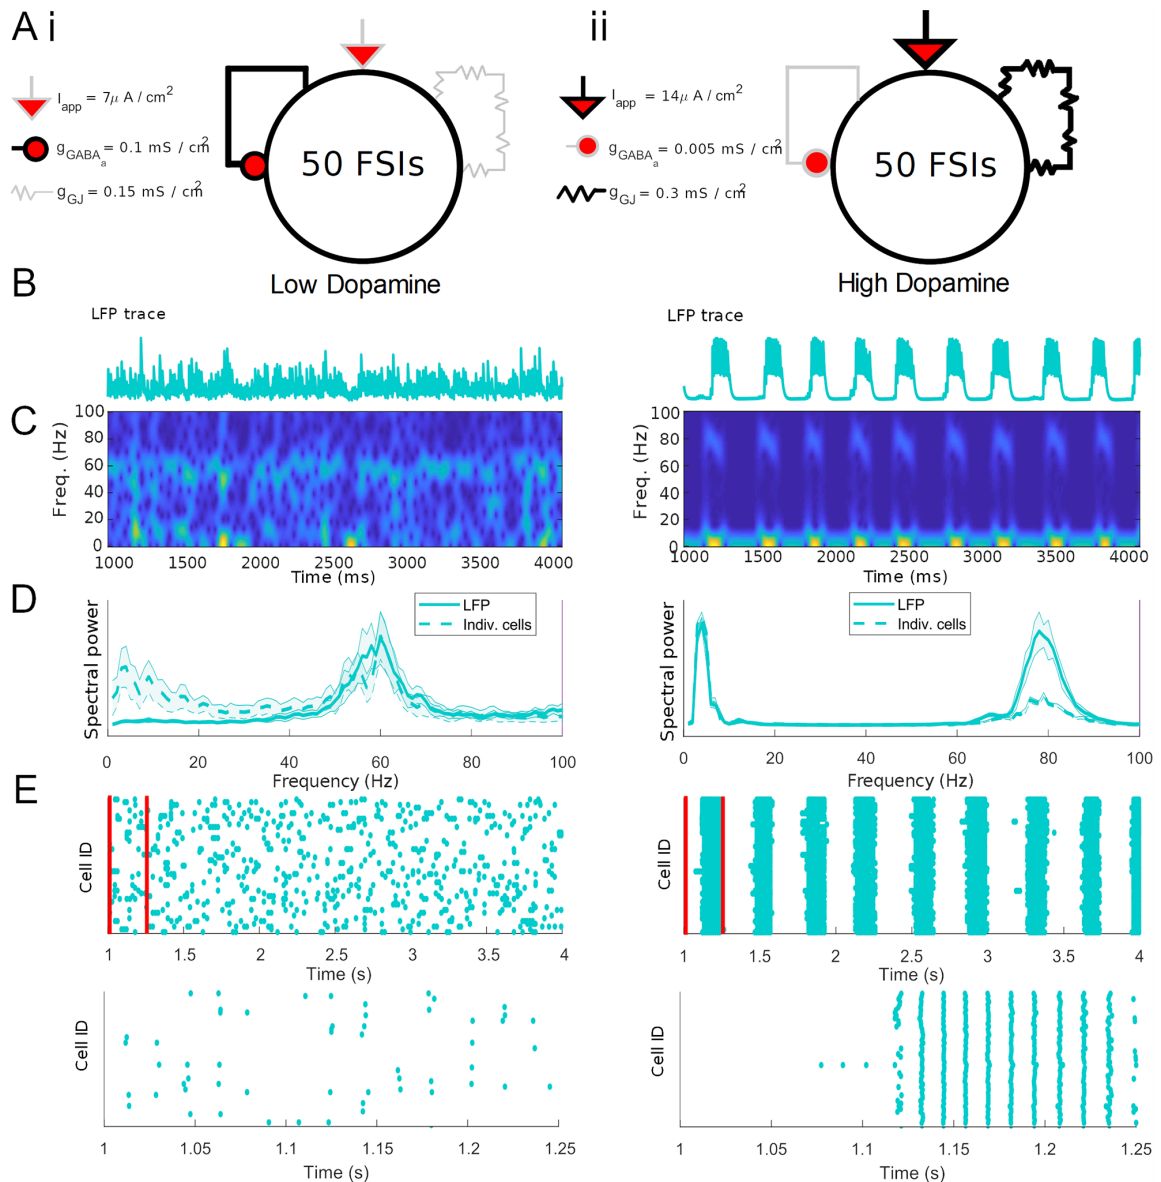 A i
ii
I app = 7μ A / cm2
g GABA a = 0.1 mS / cm2
g GJ = 0.15 mS / cm2
50 FSIs
Low Dopamine
I app = 14μ A / cm2
g GABA a = 0.005 mS / cm2
g GJ = 0.3 mS / cm2
50 FSIs
High Dopamine
B
LFP trace
LFP trace
C
Freq. (Hz)
100
80
60
40
20
0
1000 1500 2000 2500 3000 3500 4000
Time (ms)
Freq. (Hz)
100
80
60
40
20
0
1000 1500 2000 2500 3000 3500 4000
Time (ms)
D
Spectral power
LFP
Indiv. cells
0 20 40 60 80 100
Frequency (Hz)
Spectral power
LFP
Indiv. cells
0 20 40 60 80 100
Frequency (Hz)
E
Cell ID
1 1.5 2 2.5 3 3.5 4
Time (s)
Cell ID
1 1.5 2 2.5 3 3.5 4
Time (s)
Cell ID
1 1.05 1.1 1.15 1.2 1.25
Time (s)
Cell ID
1 1.05 1.1 1.15 1.2 1.25
Time (s)